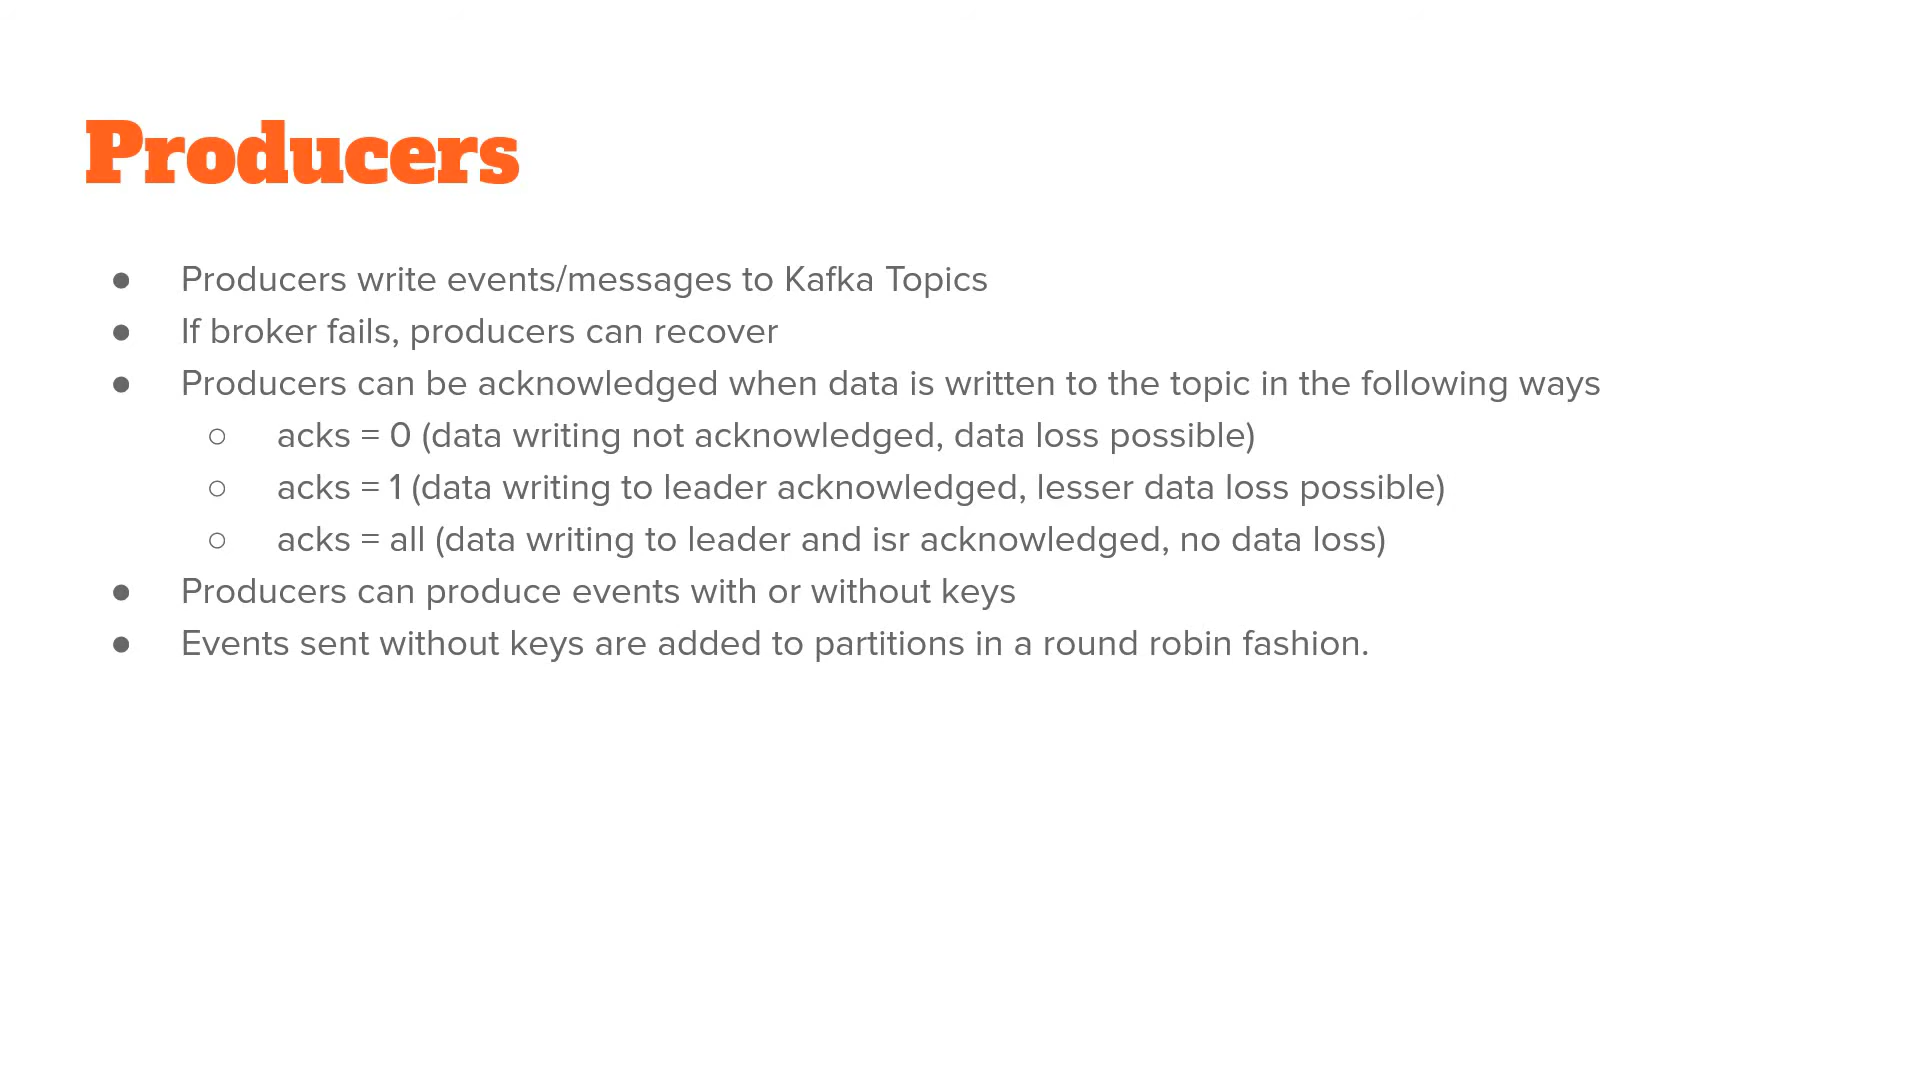 Producers
● Producers write events/messages to Kafka Topics
● If broker fails, producers can recover
● Producers can be acknowledged when data is written to the topic in the following ways
○ acks = 0 (data writing not acknowledged, data loss possible)
○ acks = 1 (data writing to leader acknowledged, lesser data loss possible)
○ acks = all (data writing to leader and isr acknowledged, no data loss)
● Producers can produce events with or without keys
● Events sent without keys are added to partitions in a round robin fashion.